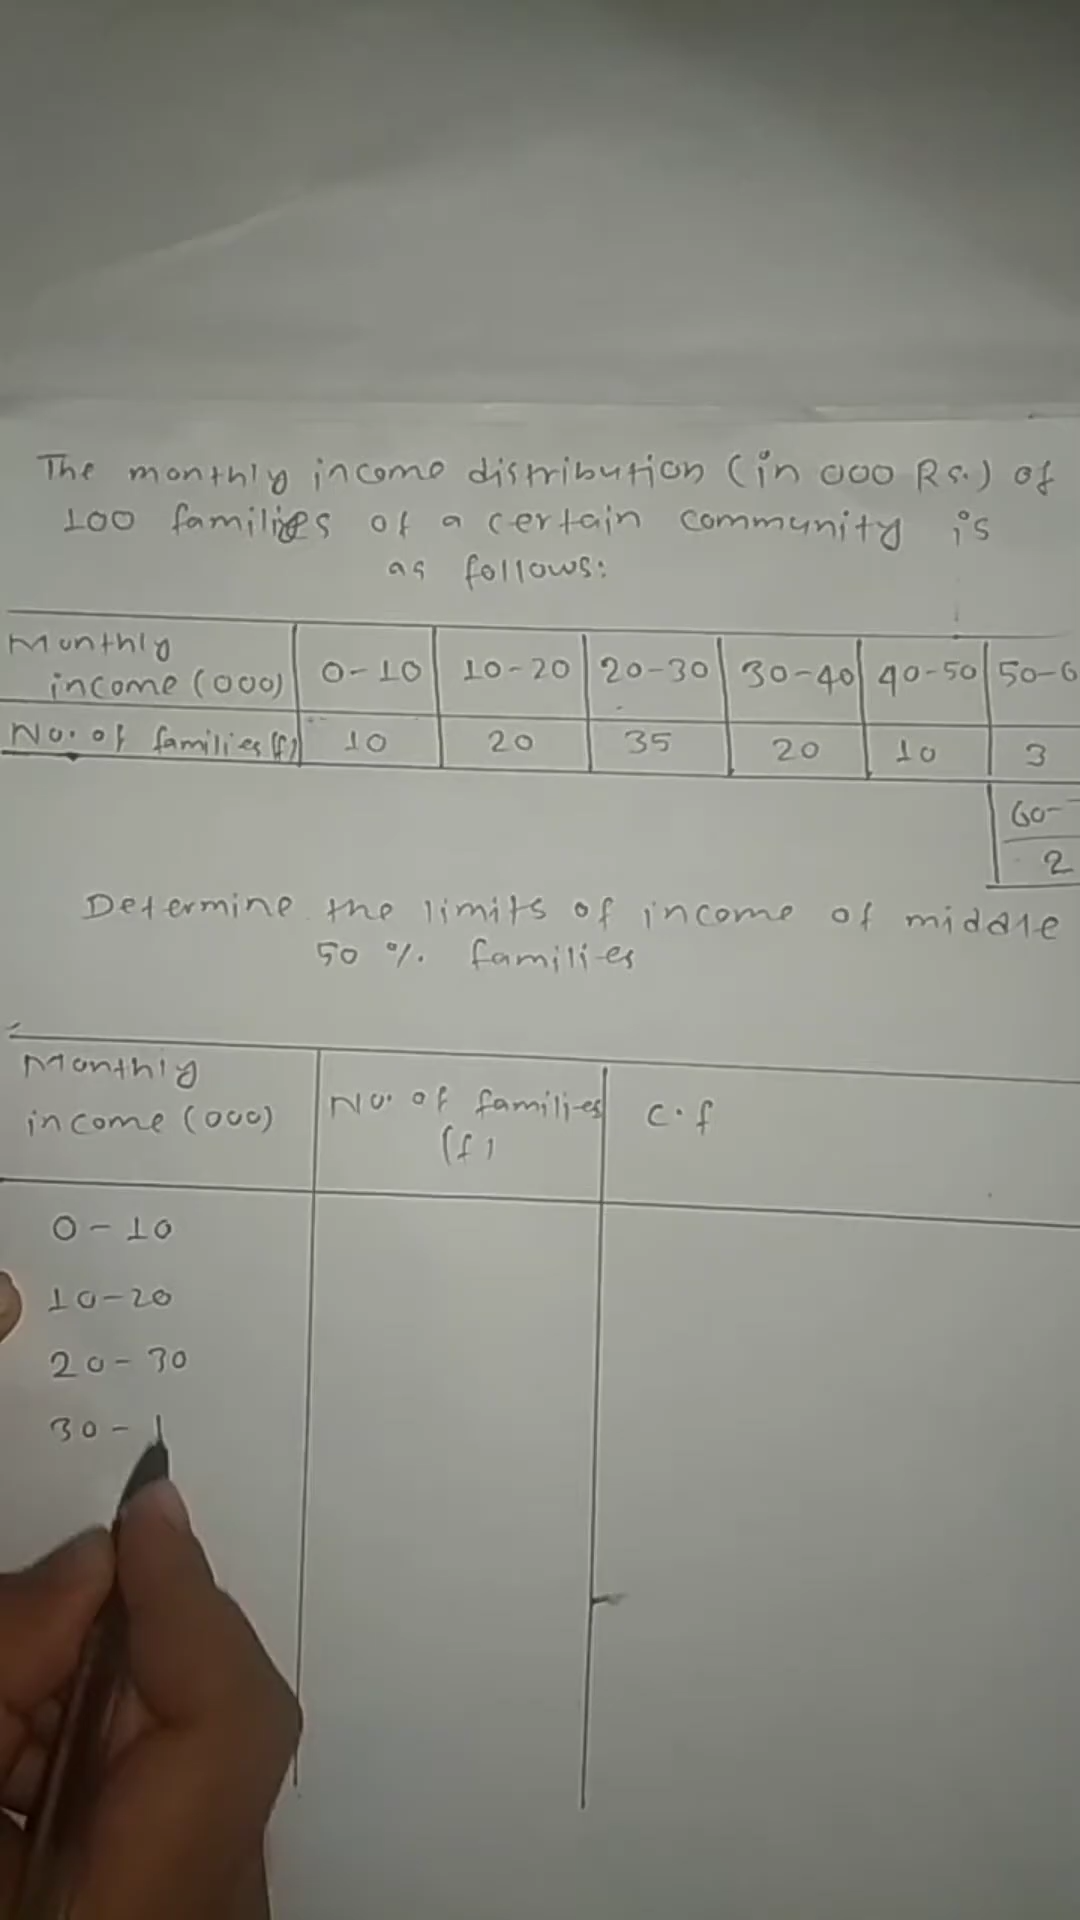 The monthly income distribution (in 000 Rs.) of
100 families of a certain community is
as follows:
Monthly income (000) 0-10 10-20 20-30 30-40 40-50 50-6
No. of families (f) 10 20 35 20 10 3
60-
2
Determine the limits of income of middle
50 % families
Monthly income (000) No. of families (f) c.f
0-10
10-20
20-30
30-